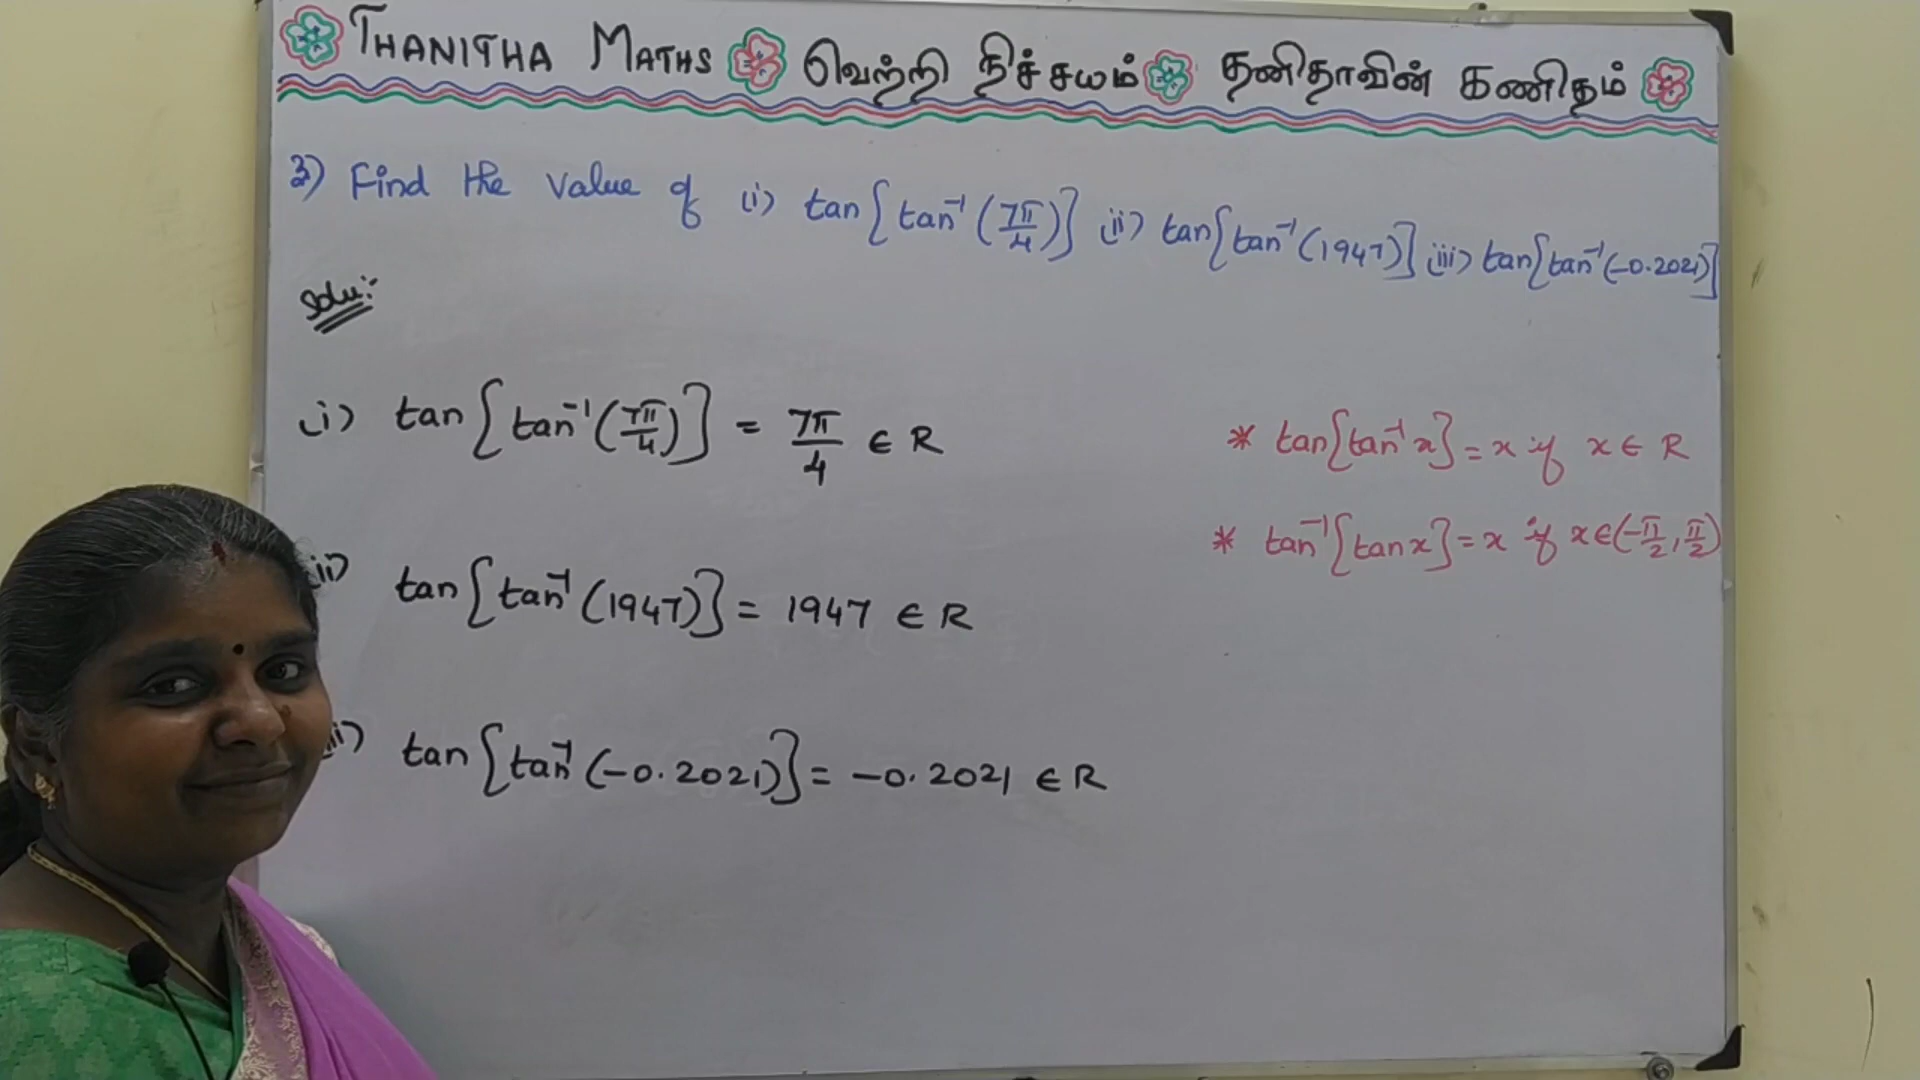 THANITHA MATHS வெற்றி நிச்சயம் தனிதாவின் கணிதம்
3) Find the value of (i) tan{tan⁻¹(7π/4)} (ii) tan{tan⁻¹(1947)} (iii) tan{tan⁻¹(-0.2021)}
Solu:-
(i) tan{tan⁻¹(7π/4)} = 7π/4 ∈ R
* tan{tan⁻¹x} = x if x ∈ R
* tan⁻¹{tan x} = x if x ∈ (-π/2, π/2)
ii) tan{tan⁻¹(1947)} = 1947 ∈ R
iii) tan{tan⁻¹(-0.2021)} = -0.2021 ∈ R